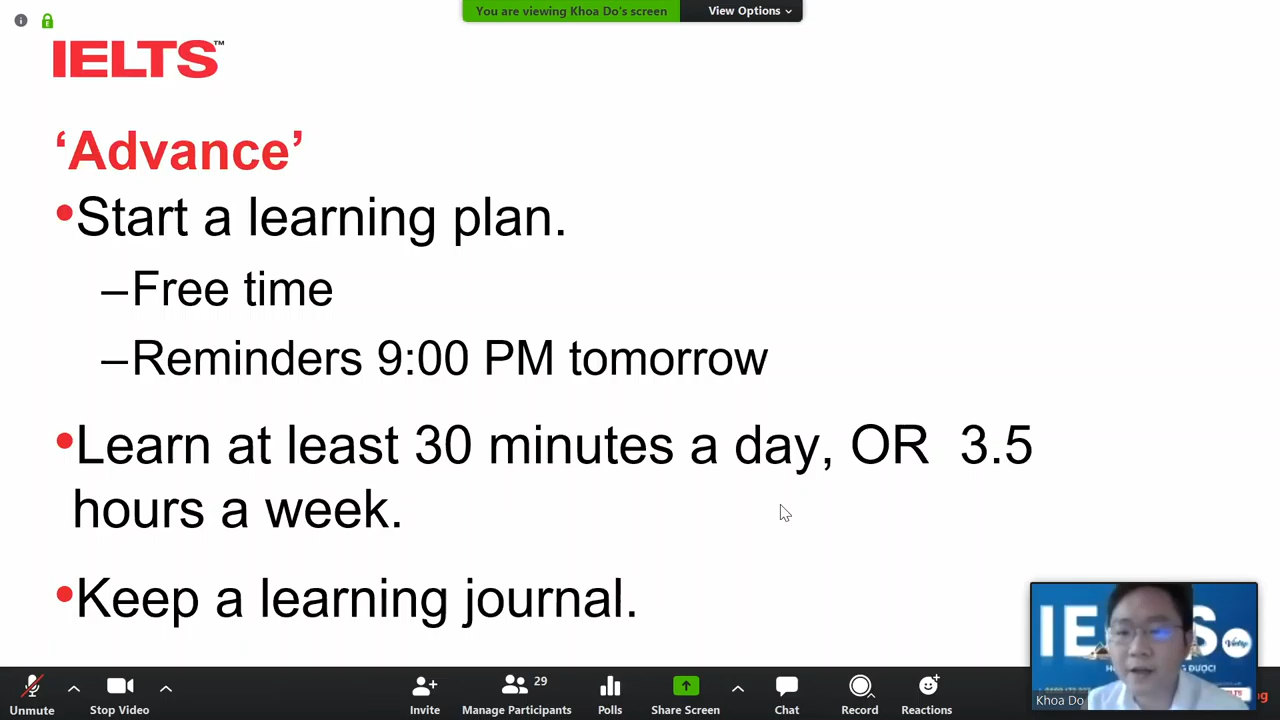 You are viewing Khoa Do's screen
View Options
IELTS™
‘Advance’
•Start a learning plan.
–Free time
–Reminders 9:00 PM tomorrow
•Learn at least 30 minutes a day, OR 3.5
hours a week.
•Keep a learning journal.
IELTS
Khoa Do
Unmute
Stop Video
Invite
29
Manage Participants
Polls
Share Screen
Chat
Record
Reactions